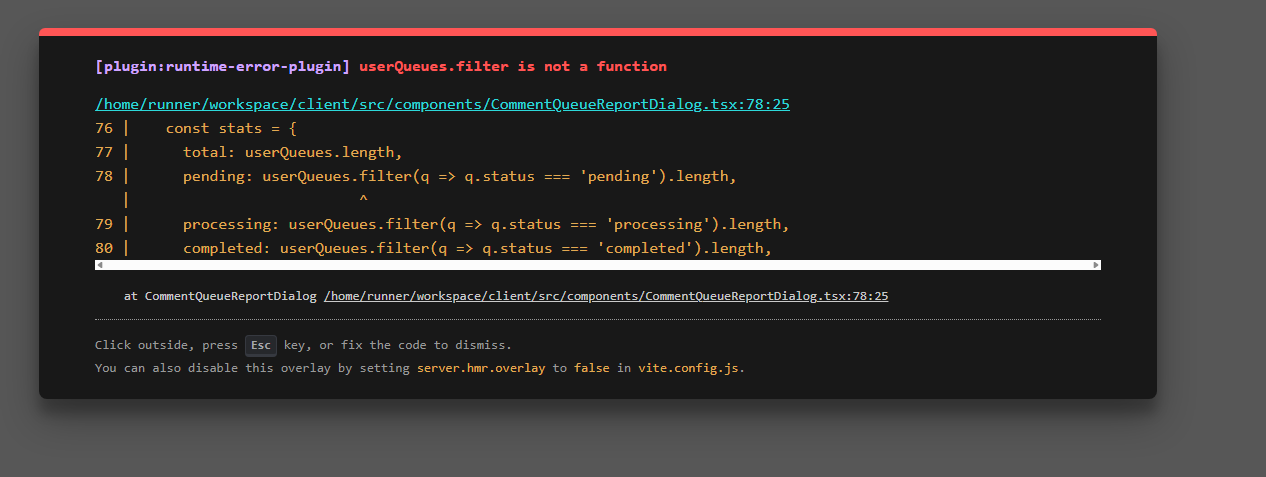 [plugin:runtime-error-plugin] userQueues.filter is not a function
/home/runner/workspace/client/src/components/CommentQueueReportDialog.tsx:78:25
76 |    const stats = {
77 |      total: userQueues.length,
78 |      pending: userQueues.filter(q => q.status === 'pending').length,
   |                          ^
79 |      processing: userQueues.filter(q => q.status === 'processing').length,
80 |      completed: userQueues.filter(q => q.status === 'completed').length,
at CommentQueueReportDialog /home/runner/workspace/client/src/components/CommentQueueReportDialog.tsx:78:25
Click outside, press Esc key, or fix the code to dismiss.
You can also disable this overlay by setting server.hmr.overlay to false in vite.config.js.